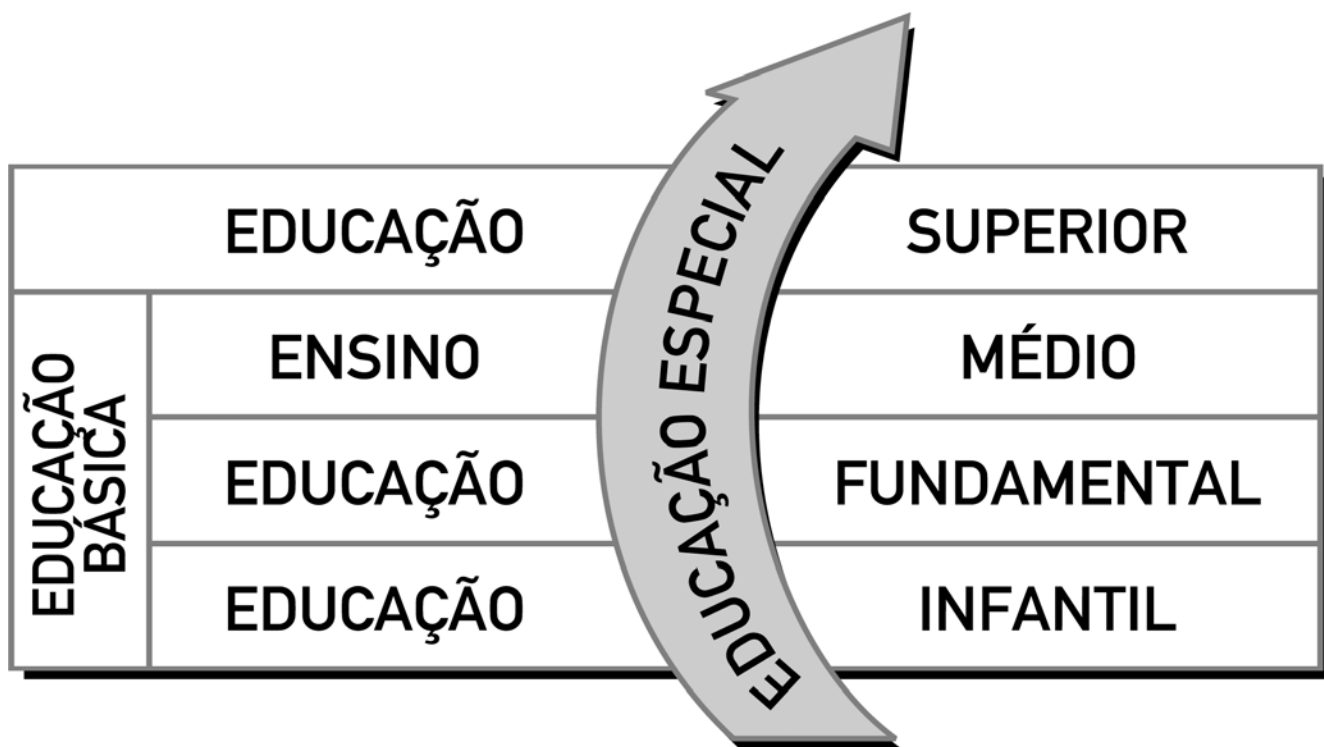 EDUCAÇÃO SUPERIOR
EDUCAÇÃO
BÁSICA
ENSINO MÉDIO
EDUCAÇÃO FUNDAMENTAL
EDUCAÇÃO INFANTIL
EDUCAÇÃO ESPECIAL